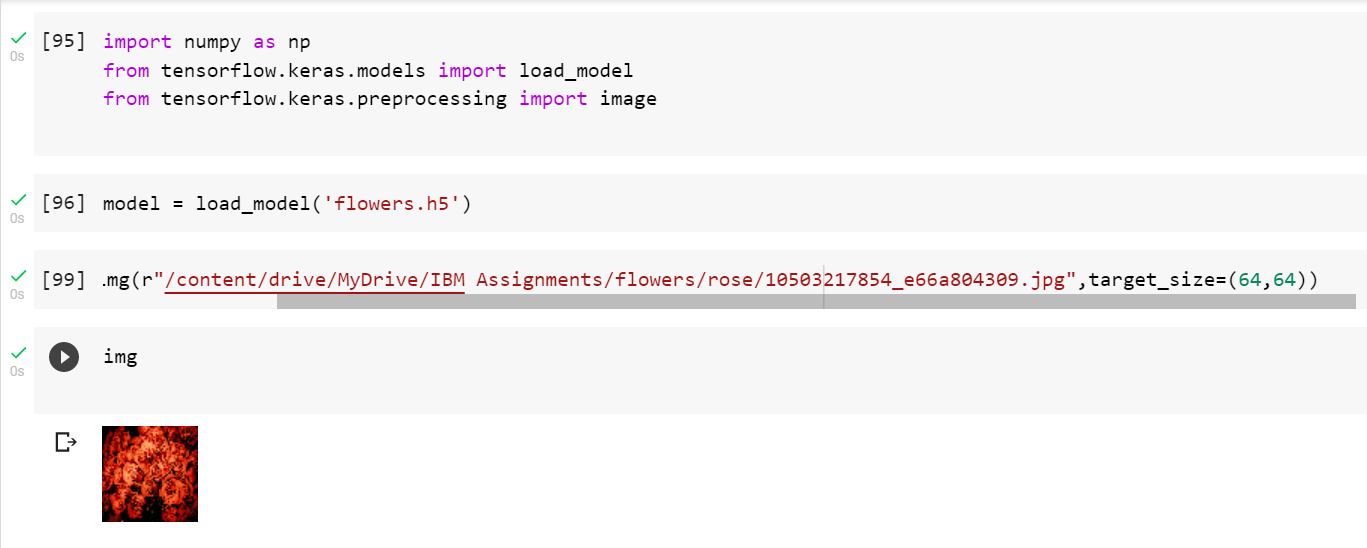 [95] import numpy as np
from tensorflow.keras.models import load_model
from tensorflow.keras.preprocessing import image
0s
[96] model = load_model('flowers.h5')
0s
[99] .mg(r"/content/drive/MyDrive/IBM Assignments/flowers/rose/10503217854_e66a804309.jpg",target_size=(64,64))
0s
img
0s